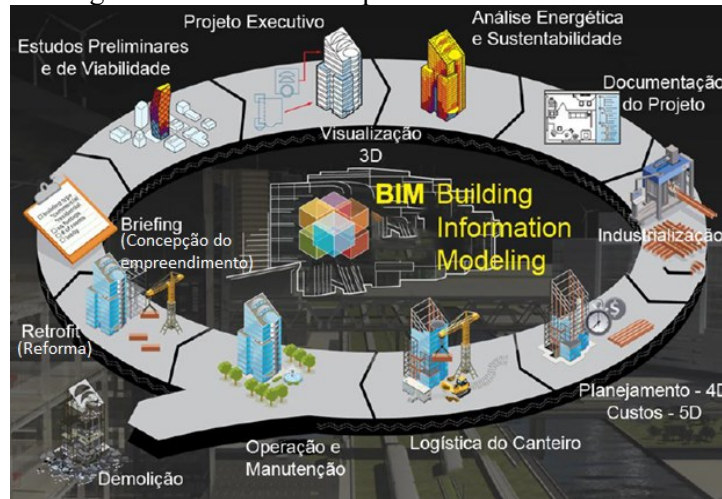 Projeto Executivo
Análise Energética
e Sustentabilidade
Estudos Preliminares
e de Viabilidade
Documentação
do Projeto
Visualização
3D
BIM Building
Information
Modeling
Briefing
(Concepção do
empreendimento)
Industrialização
Retrofit
(Reforma)
Planejamento - 4D
Custos - 5D
Logística do Canteiro
Operação e
Manutenção
Demolição